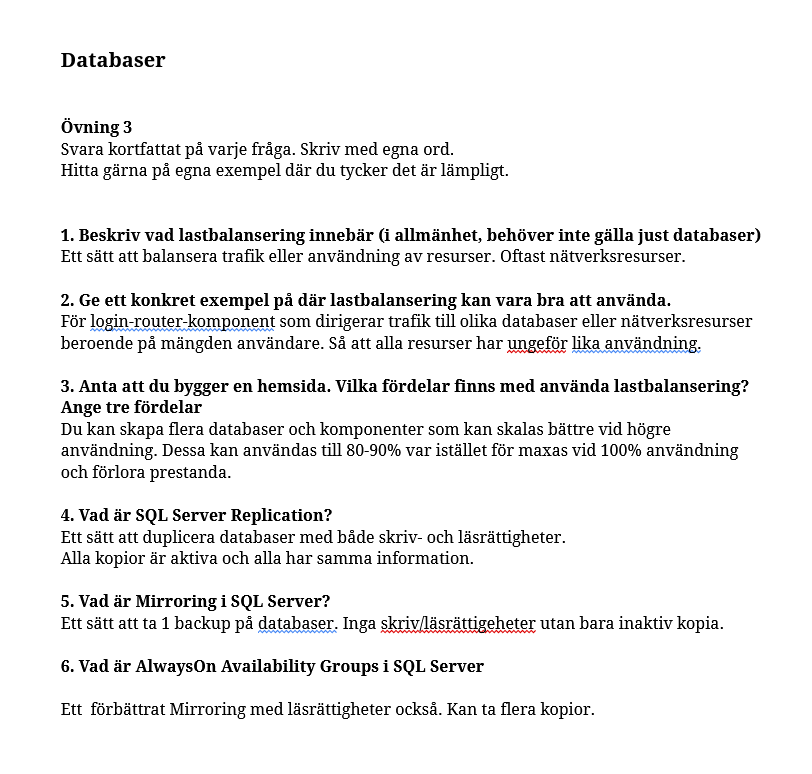 Databaser
Övning 3
Svara kortfattat på varje fråga. Skriv med egna ord.
Hitta gärna på egna exempel där du tycker det är lämpligt.
1. Beskriv vad lastbalansering innebär (i allmänhet, behöver inte gälla just databaser)
Ett sätt att balansera trafik eller användning av resurser. Oftast nätverksresurser.
2. Ge ett konkret exempel på där lastbalansering kan vara bra att använda.
För login-router-komponent som dirigerar trafik till olika databaser eller nätverksresurser
beroende på mängden användare. Så att alla resurser har ungeför lika användning.
3. Anta att du bygger en hemsida. Vilka fördelar finns med använda lastbalansering?
Ange tre fördelar
Du kan skapa flera databaser och komponenter som kan skalas bättre vid högre
användning. Dessa kan användas till 80-90% var istället för maxas vid 100% användning
och förlora prestanda.
4. Vad är SQL Server Replication?
Ett sätt att duplicera databaser med både skriv- och läsrättigheter.
Alla kopior är aktiva och alla har samma information.
5. Vad är Mirroring i SQL Server?
Ett sätt att ta 1 backup på databaser. Inga skriv/läsrättigeheter utan bara inaktiv kopia.
6. Vad är AlwaysOn Availability Groups i SQL Server
Ett  förbättrat Mirroring med läsrättigheter också. Kan ta flera kopior.